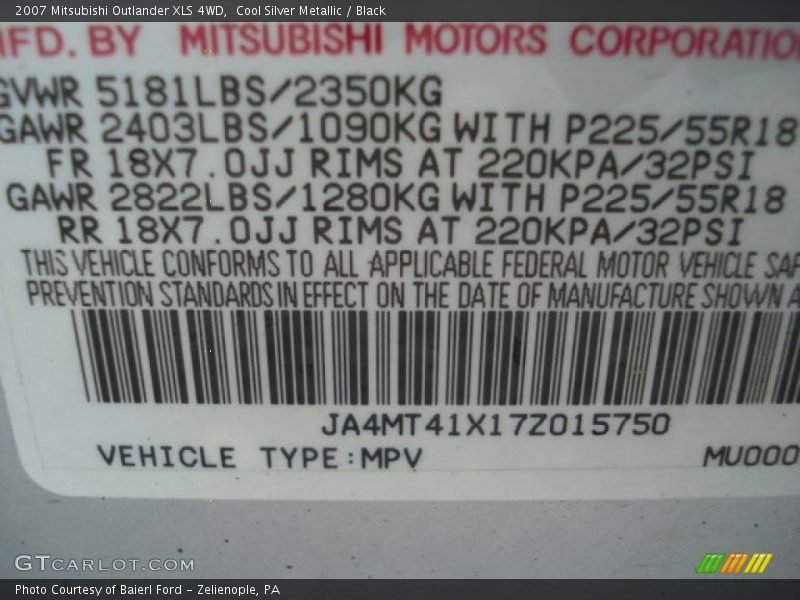 2007 Mitsubishi Outlander XLS 4WD, Cool Silver Metallic / Black
MFD. BY MITSUBISHI MOTORS CORPORATION
GVWR 5181LBS/2350KG
GAWR 2403LBS/1090KG WITH P225/55R18
FR 18X7.0JJ RIMS AT 220KPA/32PSI
GAWR 2822LBS/1280KG WITH P225/55R18
RR 18X7.0JJ RIMS AT 220KPA/32PSI
THIS VEHICLE CONFORMS TO ALL APPLICABLE FEDERAL MOTOR VEHICLE SAF
PREVENTION STANDARDS IN EFFECT ON THE DATE OF MANUFACTURE SHOWN A
JA4MT41X17Z015750
VEHICLE TYPE:MPV MU000
GTCARLOT.COM
Photo Courtesy of Baierl Ford – Zelienople, PA